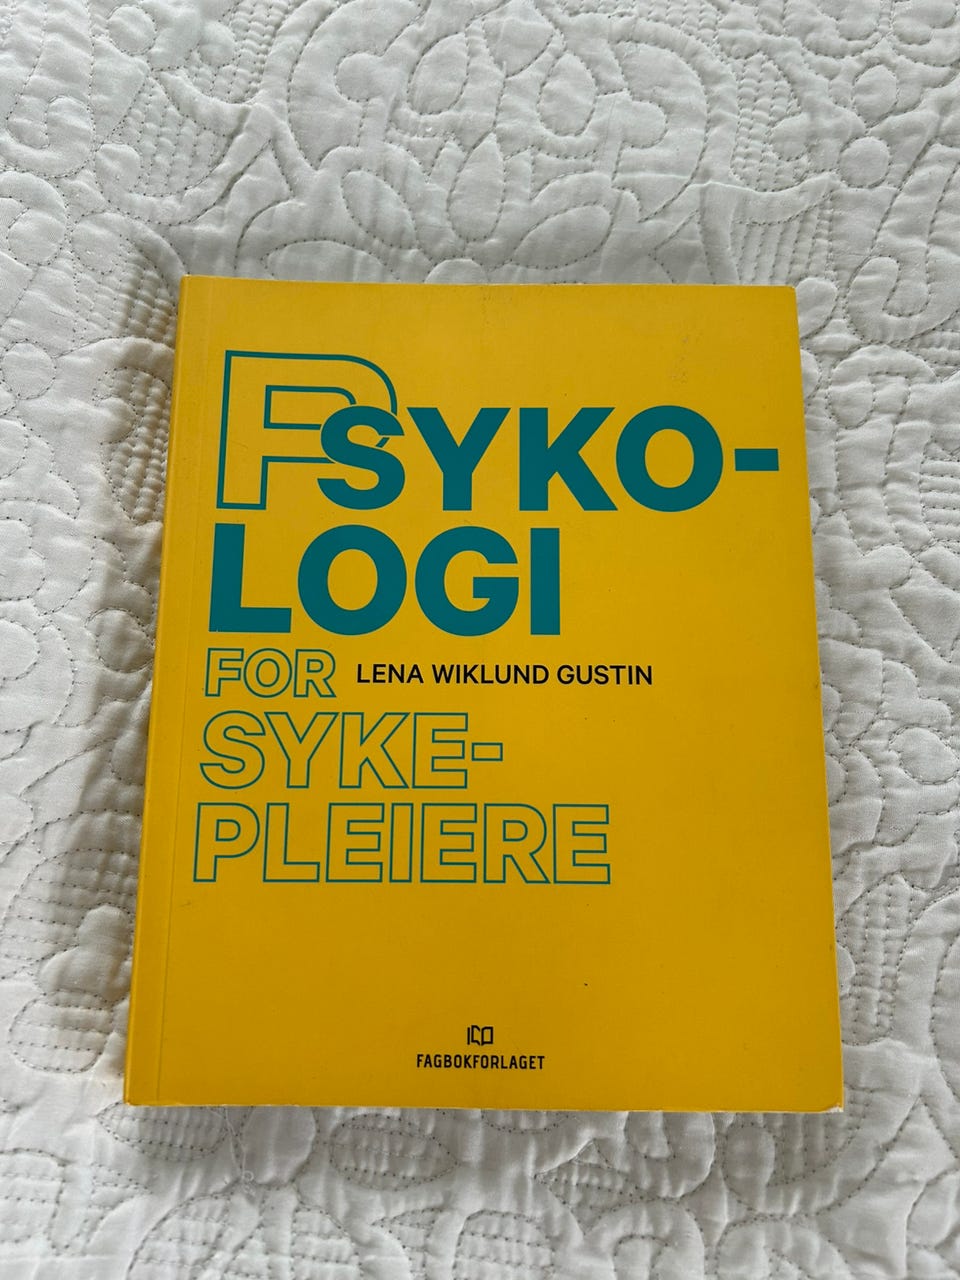 PSYKO-
LOGI
FOR LENA WIKLUND GUSTIN
SYKE-
PLEIERE
FAGBOKFORLAGET